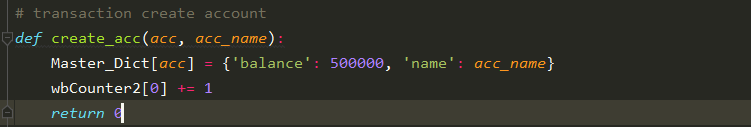 # transaction create account
def create_acc(acc, acc_name):
    Master_Dict[acc] = {'balance': 500000, 'name': acc_name}
    wbCounter2[0] += 1
    return 0